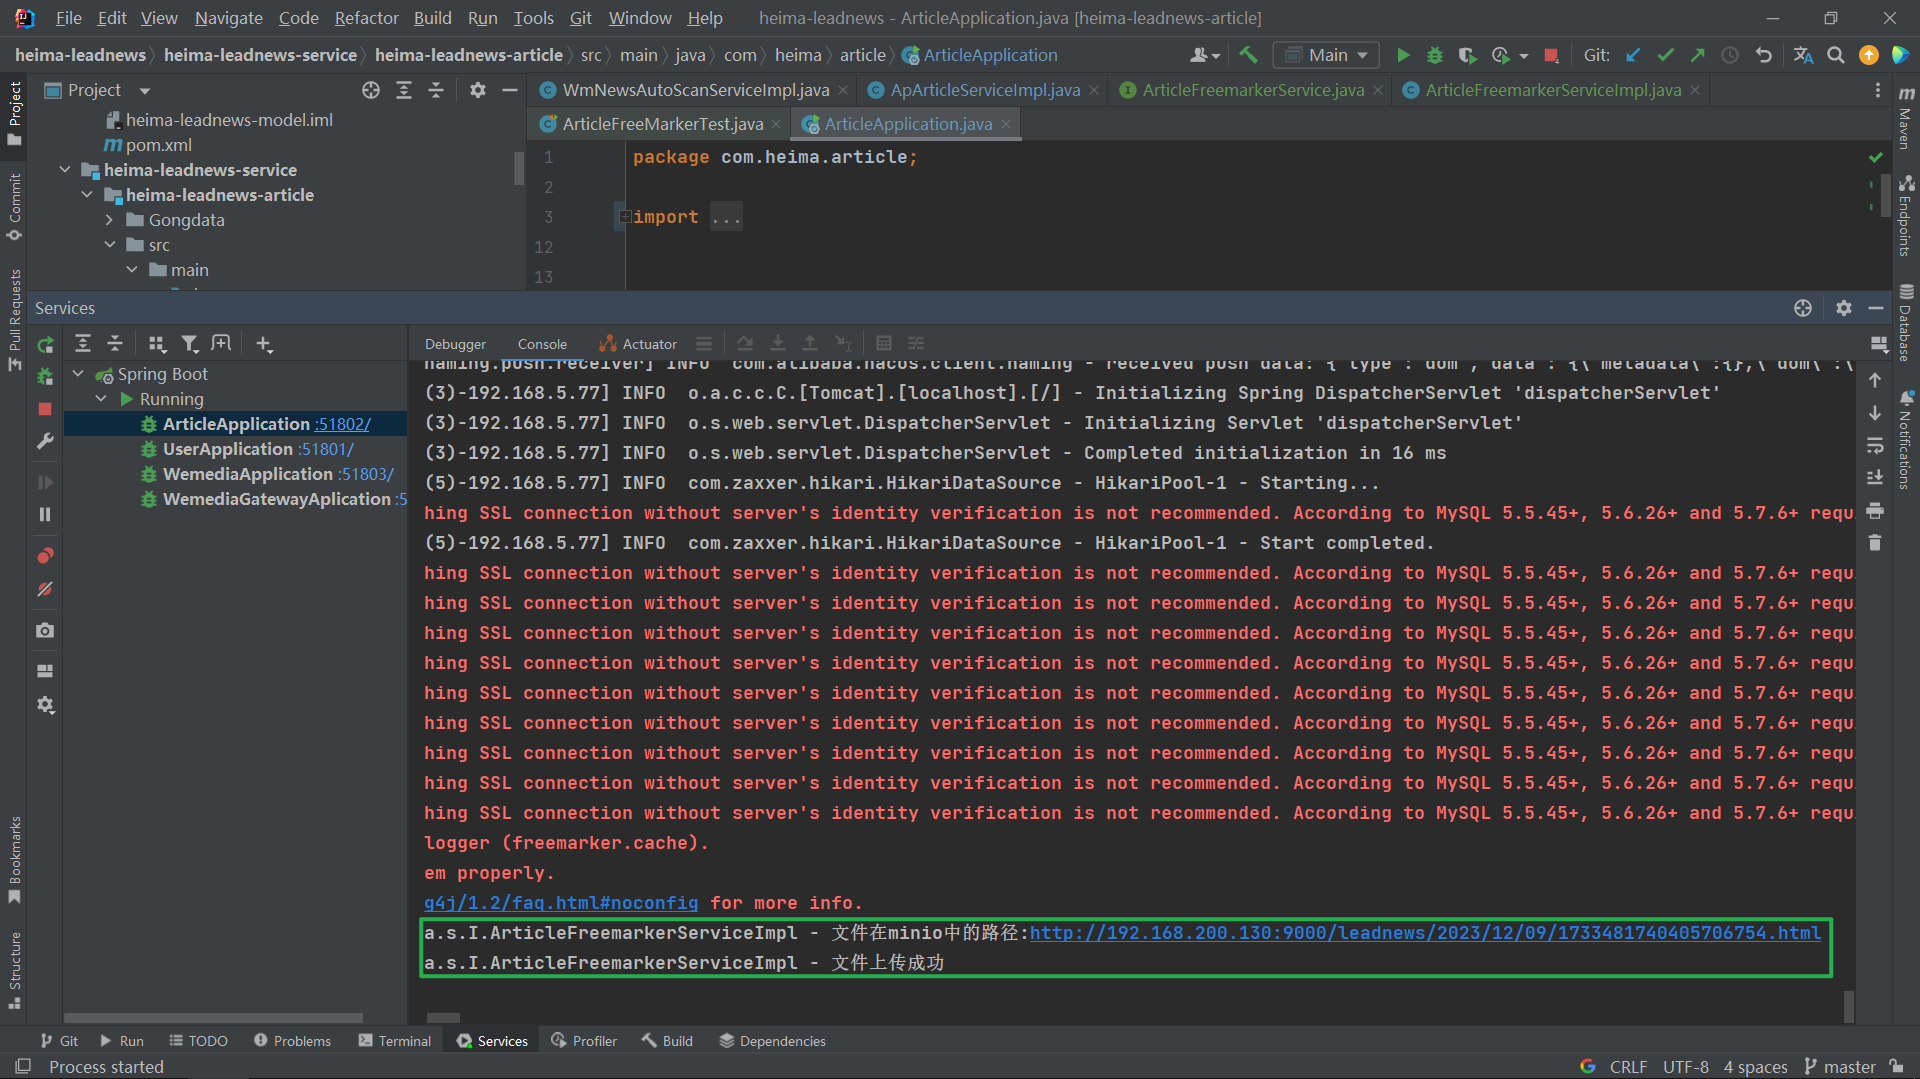 File Edit View Navigate Code Refactor Build Run Tools Git Window Help heima-leadnews - ArticleApplication.java [heima-leadnews-article]
heima-leadnews heima-leadnews-service heima-leadnews-article src main java com heima article ArticleApplication Main Git:
Project
WmNewsAutoScanServiceImpl.java ApArticleServiceImpl.java ArticleFreemarkerService.java ArticleFreemarkerServiceImpl.java
ArticleFreeMarkerTest.java ArticleApplication.java
heima-leadnews-model.iml
pom.xml
heima-leadnews-service
heima-leadnews-article
Gongdata
src
main
1 package com.heima.article;
2
3 import ...
12
13
Project
Commit
Pull Requests
Bookmarks
Structure
Maven
Endpoints
Database
Notifications
Services
Debugger Console Actuator
Spring Boot
Running
ArticleApplication :51802/
UserApplication :51801/
WemediaApplication :51803/
WemediaGatewayAplication :5
naming.push.receiver] INFO com.alibaba.nacos.client.naming - received push data: {"type":"dom","data":"{\"metadata\":{},\"dom\":\
(3)-192.168.5.77] INFO o.a.c.c.C.[Tomcat].[localhost].[/] - Initializing Spring DispatcherServlet 'dispatcherServlet'
(3)-192.168.5.77] INFO o.s.web.servlet.DispatcherServlet - Initializing Servlet 'dispatcherServlet'
(3)-192.168.5.77] INFO o.s.web.servlet.DispatcherServlet - Completed initialization in 16 ms
(5)-192.168.5.77] INFO com.zaxxer.hikari.HikariDataSource - HikariPool-1 - Starting...
hing SSL connection without server's identity verification is not recommended. According to MySQL 5.5.45+, 5.6.26+ and 5.7.6+ requ
(5)-192.168.5.77] INFO com.zaxxer.hikari.HikariDataSource - HikariPool-1 - Start completed.
hing SSL connection without server's identity verification is not recommended. According to MySQL 5.5.45+, 5.6.26+ and 5.7.6+ requ
hing SSL connection without server's identity verification is not recommended. According to MySQL 5.5.45+, 5.6.26+ and 5.7.6+ requ
hing SSL connection without server's identity verification is not recommended. According to MySQL 5.5.45+, 5.6.26+ and 5.7.6+ requ
hing SSL connection without server's identity verification is not recommended. According to MySQL 5.5.45+, 5.6.26+ and 5.7.6+ requ
hing SSL connection without server's identity verification is not recommended. According to MySQL 5.5.45+, 5.6.26+ and 5.7.6+ requ
hing SSL connection without server's identity verification is not recommended. According to MySQL 5.5.45+, 5.6.26+ and 5.7.6+ requ
hing SSL connection without server's identity verification is not recommended. According to MySQL 5.5.45+, 5.6.26+ and 5.7.6+ requ
hing SSL connection without server's identity verification is not recommended. According to MySQL 5.5.45+, 5.6.26+ and 5.7.6+ requ
hing SSL connection without server's identity verification is not recommended. According to MySQL 5.5.45+, 5.6.26+ and 5.7.6+ requ
logger (freemarker.cache).
em properly.
g4j/1.2/faq.html#noconfig for more info.
a.s.I.ArticleFreemarkerServiceImpl - 文件在minio中的路径:http://192.168.200.130:9000/leadnews/2023/12/09/1733481740405706754.html
a.s.I.ArticleFreemarkerServiceImpl - 文件上传成功
Git Run TODO Problems Terminal Services Profiler Build Dependencies
Process started CRLF UTF-8 4 spaces master